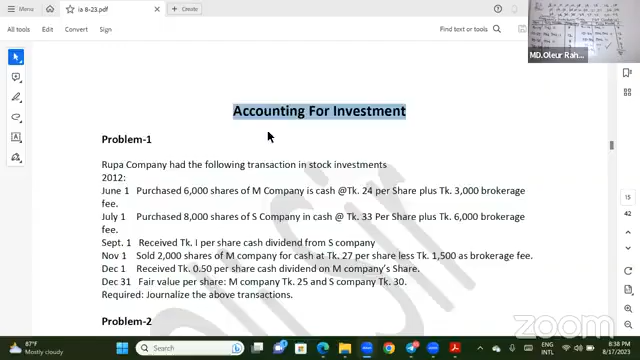 Menu
ia 8-23.pdf
Create
All tools
Edit
Convert
Sign
Find text or tools
MD.Oleur Rah...
Accounting For Investment
Problem-1
Rupa Company had the following transaction in stock investments
2012:
June 1 Purchased 6,000 shares of M Company is cash @Tk. 24 per Share plus Tk. 3,000 brokerage
fee.
July 1 Purchased 8,000 shares of S Company in cash @ Tk. 33 Per Share plus Tk. 6,000 brokerage
fee.
Sept. 1 Received Tk. I per share cash dividend from S company
Nov 1 Sold 2,000 shares of M company for cash at Tk. 27 per share less Tk. 1,500 as brokerage fee.
Dec 1 Received Tk. 0.50 per share cash dividend on M company's Share.
Dec 31 Fair value per share: M company Tk. 25 and S company Tk. 30.
Required: Journalize the above transactions.
Problem-2
15
42
zoom
87°F
Mostly cloudy
Search
ENG
INTL
8:38 PM
8/17/2023